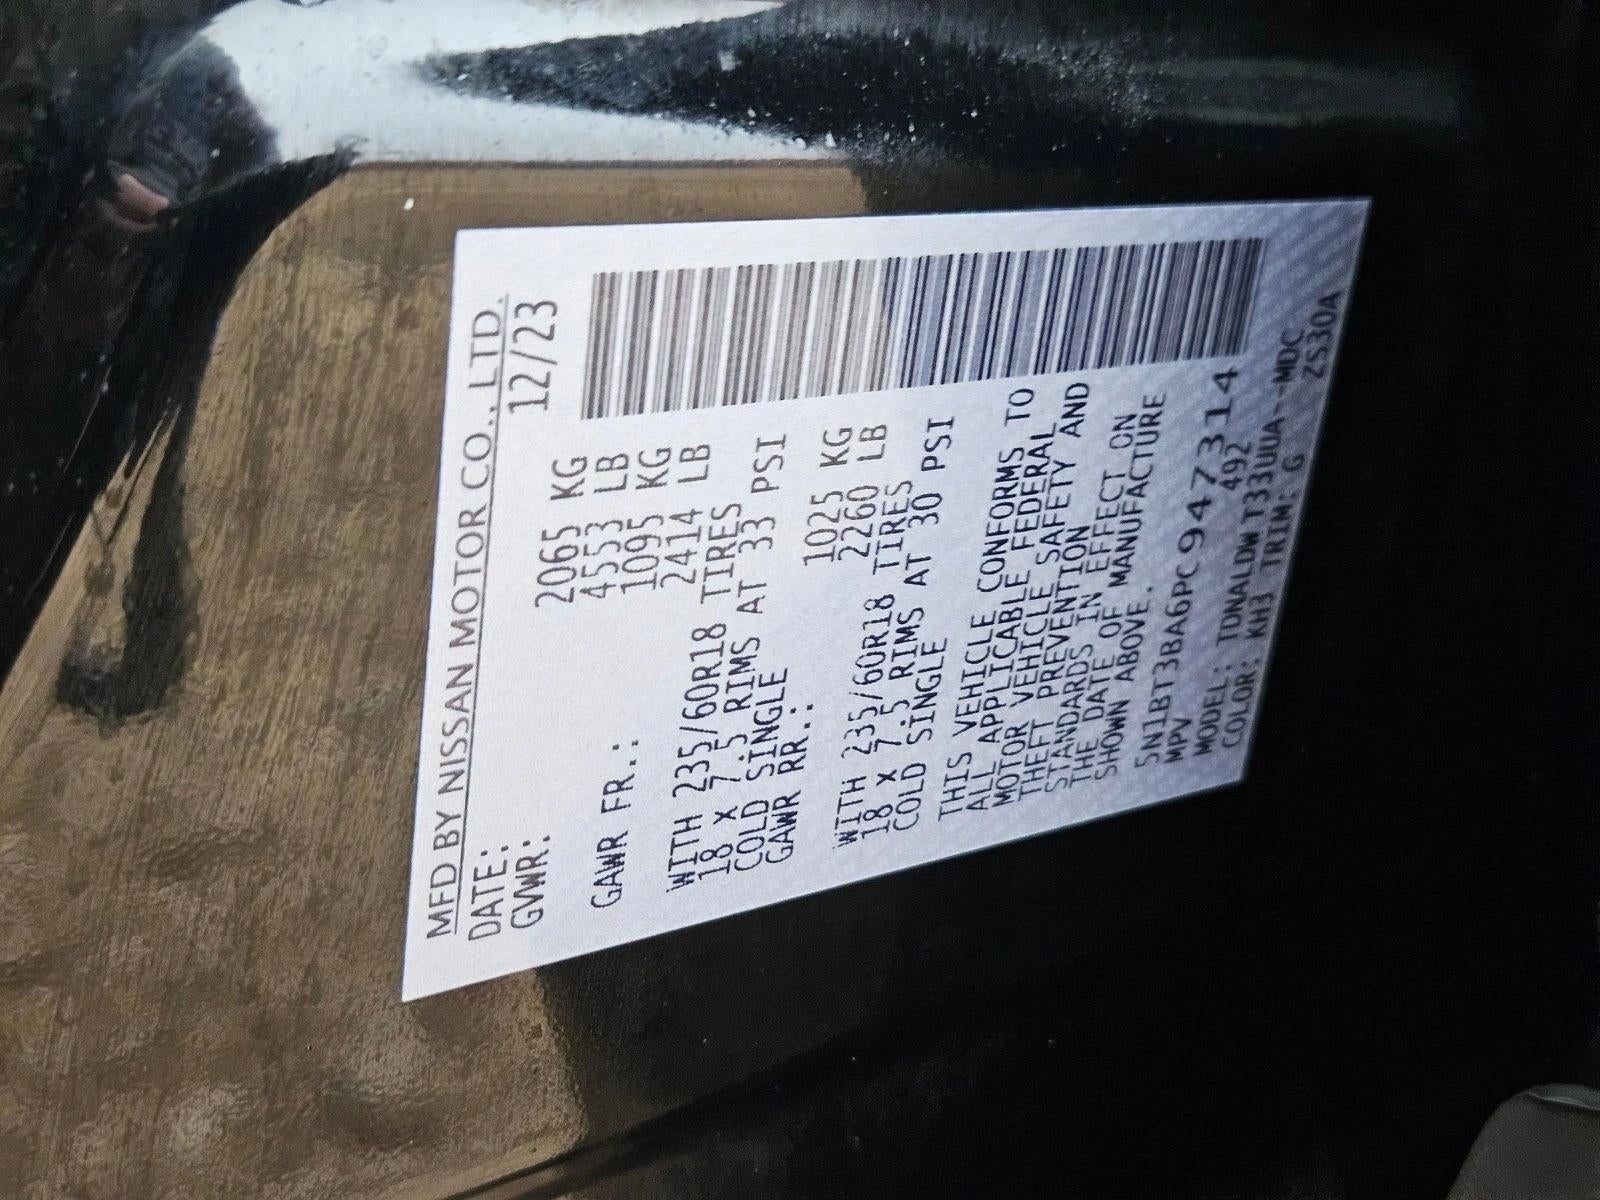 MFD BY NISSAN MOTOR CO., LTD.
DATE: 12/23
GVWR: 2065 KG
4553 LB
GAWR FR.: 1095 KG
2414 LB
WITH 235/60R18 TIRES
18 x 7.5 RIMS AT 33 PSI
COLD SINGLE
GAWR RR.: 1025 KG
2260 LB
WITH 235/60R18 TIRES
18 x 7.5 RIMS AT 30 PSI
COLD SINGLE
THIS VEHICLE CONFORMS TO
ALL APPLICABLE FEDERAL
MOTOR VEHICLE SAFETY AND
THEFT PREVENTION
STANDARDS IN EFFECT ON
THE DATE OF MANUFACTURE
SHOWN ABOVE.
5N1BT3BA6PC947314
MPV 492
MODEL: TDNALDWT33UUA--MDC
COLOR: KH3 TRIM: G ZS30A